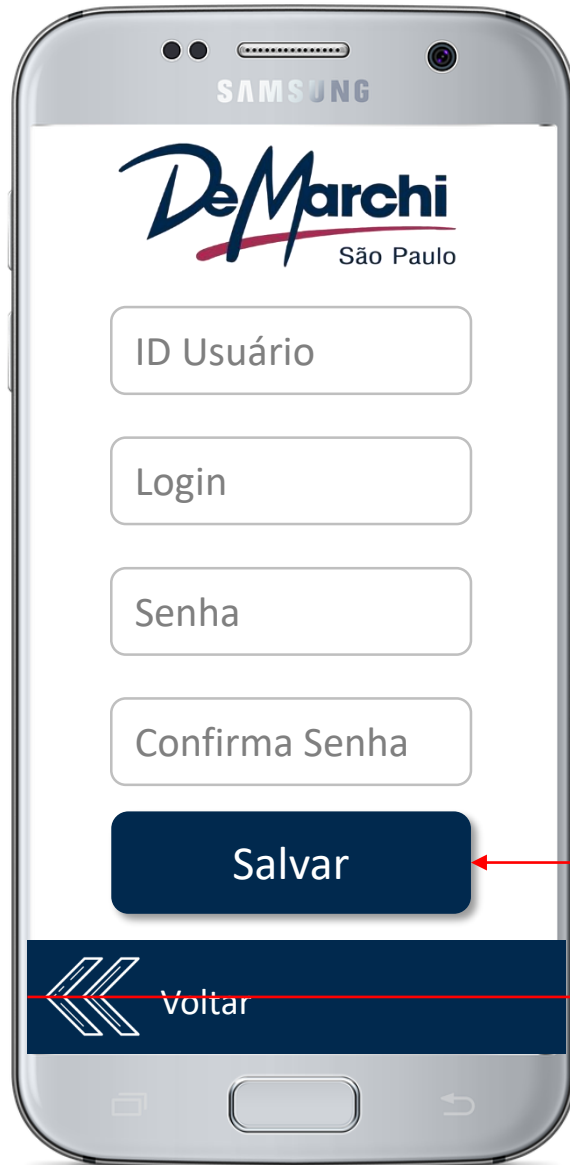 SAMSUNG
DeMarchi
São Paulo
ID Usuário
Login
Senha
Confirma Senha
Salvar
Voltar